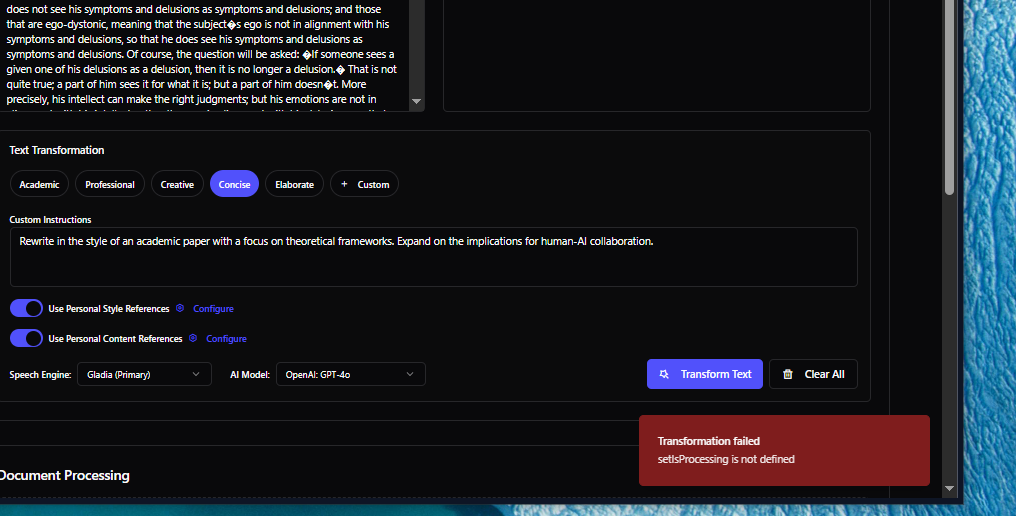 does not see his symptoms and delusions as symptoms and delusions; and those
that are ego-dystonic, meaning that the subject�s ego is not in alignment with his
symptoms and delusions, so that he does see his symptoms and delusions as
symptoms and delusions. Of course, the question will be asked: �If someone sees a
given one of his delusions as a delusion, then it is no longer a delusion.� That is not
quite true; a part of him sees it for what it is; but a part of him doesn�t. More
precisely, his intellect can make the right judgments; but his emotions are not in
Text Transformation
Academic
Professional
Creative
Concise
Elaborate
+ Custom
Custom Instructions
Rewrite in the style of an academic paper with a focus on theoretical frameworks. Expand on the implications for human-AI collaboration.
Use Personal Style References Configure
Use Personal Content References Configure
Speech Engine: Gladia (Primary) AI Model: OpenAI: GPT-4o Transform Text Clear All
Transformation failed
setIsProcessing is not defined
Document Processing